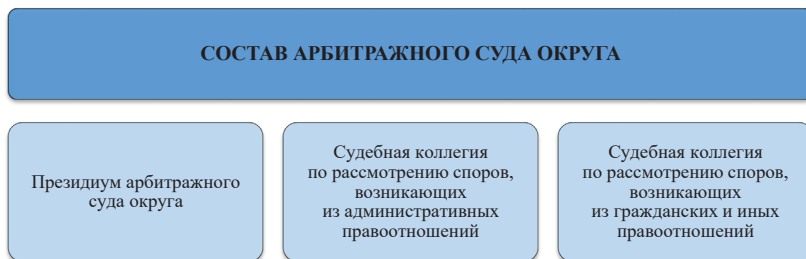 СОСТАВ АРБИТРАЖНОГО СУДА ОКРУГА
Президиум арбитражного
суда округа
Судебная коллегия
по рассмотрению споров,
возникающих
из административных
правоотношений
Судебная коллегия
по рассмотрению споров,
возникающих
из гражданских и иных
правоотношений